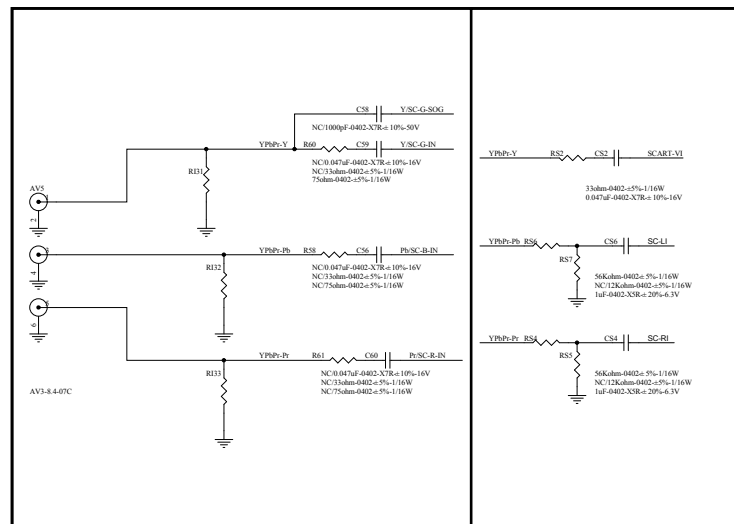 C58 Y/SC-G-SOG
NC/1000pF-0402-X7R-±10%-50V
YPbPr-Y R60 C59 Y/SC-G-IN
NC/0.047uF-0402-X7R-±10%-16V
NC/33ohm-0402-±5%-1/16W
75ohm-0402-±5%-1/16W
RI31
AV5
1
2
3
4
YPbPr-Pb R58 C56 Pb/SC-B-IN
NC/0.047uF-0402-X7R-±10%-16V
NC/33ohm-0402-±5%-1/16W
NC/75ohm-0402-±5%-1/16W
RI32
5
6
YPbPr-Pr R61 C60 Pr/SC-R-IN
NC/0.047uF-0402-X7R-±10%-16V
NC/33ohm-0402-±5%-1/16W
NC/75ohm-0402-±5%-1/16W
RI33
AV3-8.4-07C
YPbPr-Y RS2 CS2 SCART-VI
33ohm-0402-±5%-1/16W
0.047uF-0402-X7R-±10%-16V
YPbPr-Pb RS6 CS6 SC-LI
RS7
56Kohm-0402-±5%-1/16W
NC/12Kohm-0402-±5%-1/16W
1uF-0402-X5R-±20%-6.3V
YPbPr-Pr RS4 CS4 SC-RI
RS5
56Kohm-0402-±5%-1/16W
NC/12Kohm-0402-±5%-1/16W
1uF-0402-X5R-±20%-6.3V